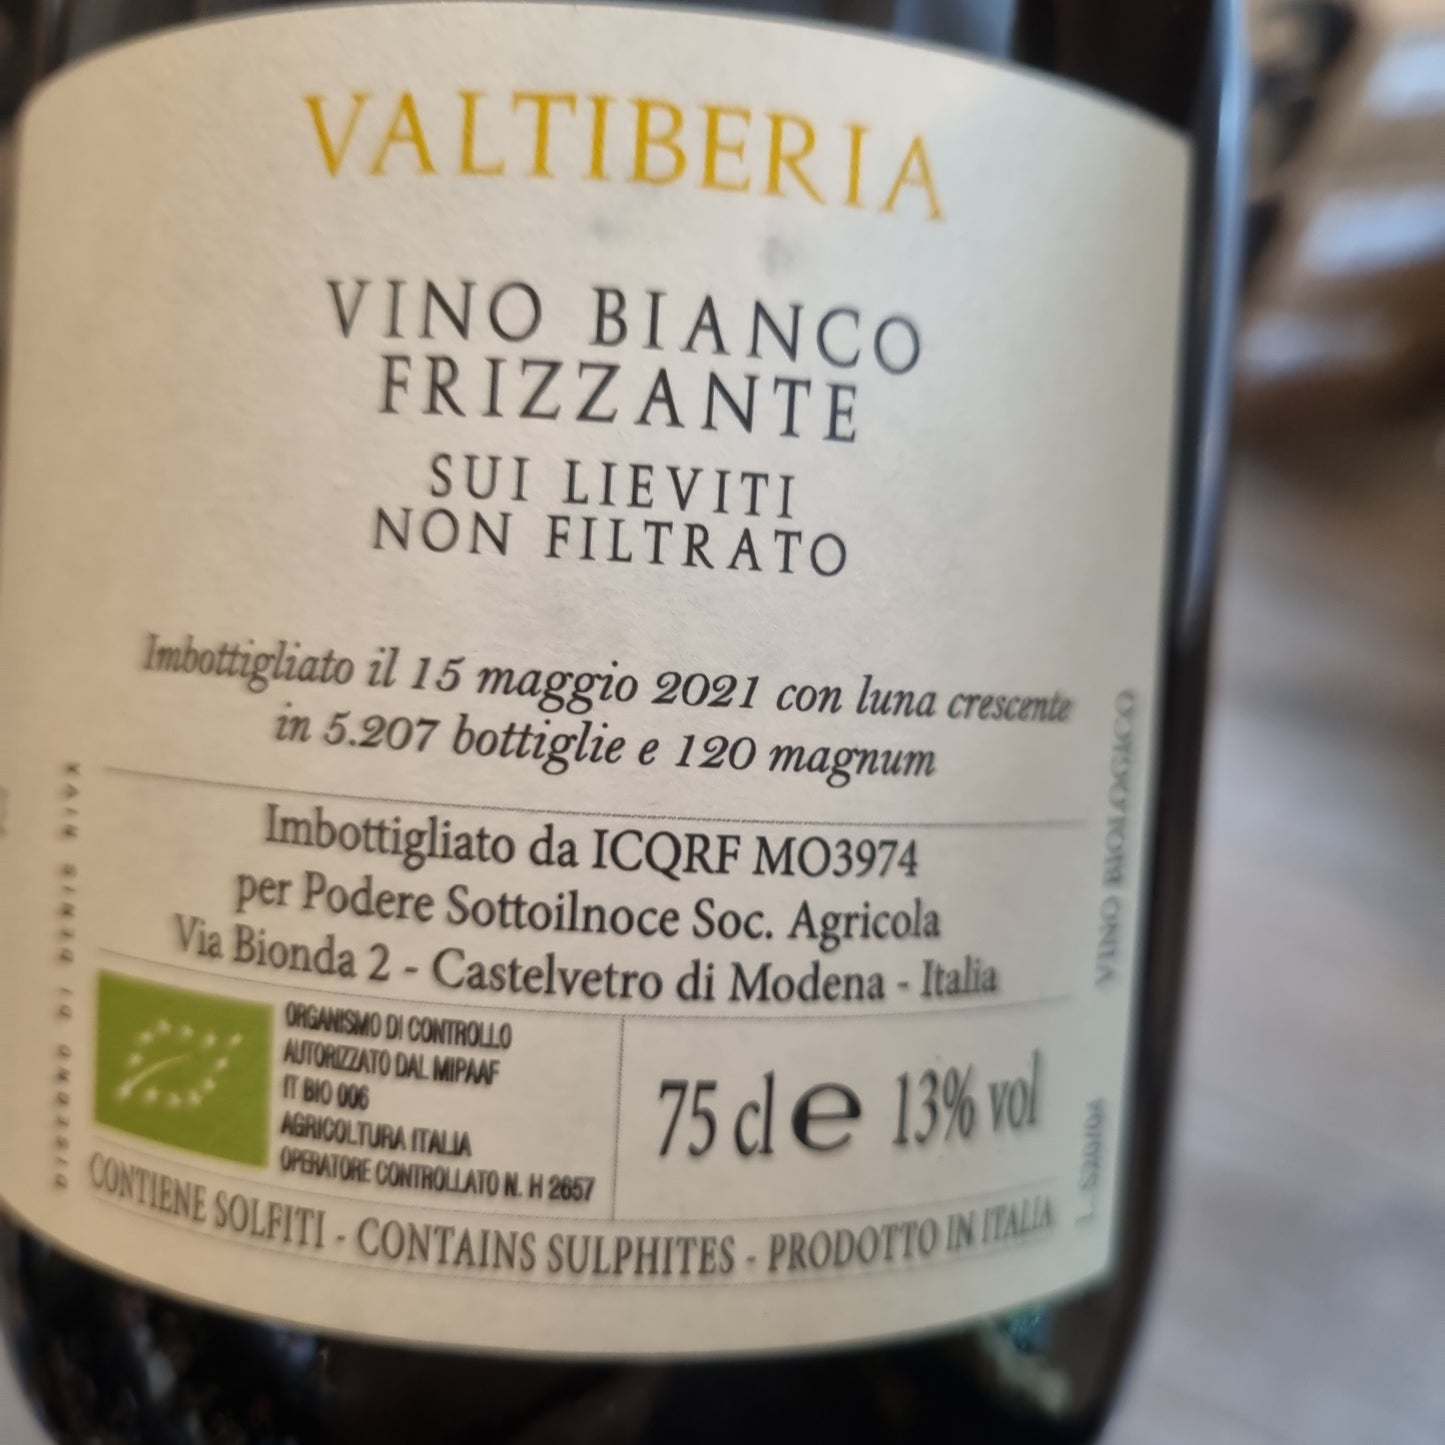 VALTIBERIA
VINO BIANCO
FRIZZANTE
SUI LIEVITI
NON FILTRATO
Imbottigliato il 15 maggio 2021 con luna crescente
in 5.207 bottiglie e 120 magnum
Imbottigliato da ICQRF MO3974
per Podere Sottoilnoce Soc. Agricola
Via Bionda 2 - Castelvetro di Modena - Italia
ORGANISMO DI CONTROLLO
AUTORIZZATO DAL MIPAAF
IT BIO 006
AGRICOLTURA ITALIA
OPERATORE CONTROLLATO N. H 2657
75 cl e 13% vol
CONTIENE SOLFITI - CONTAINS SULPHITES - PRODOTTO IN ITALIA
VINO BIOLOGICO